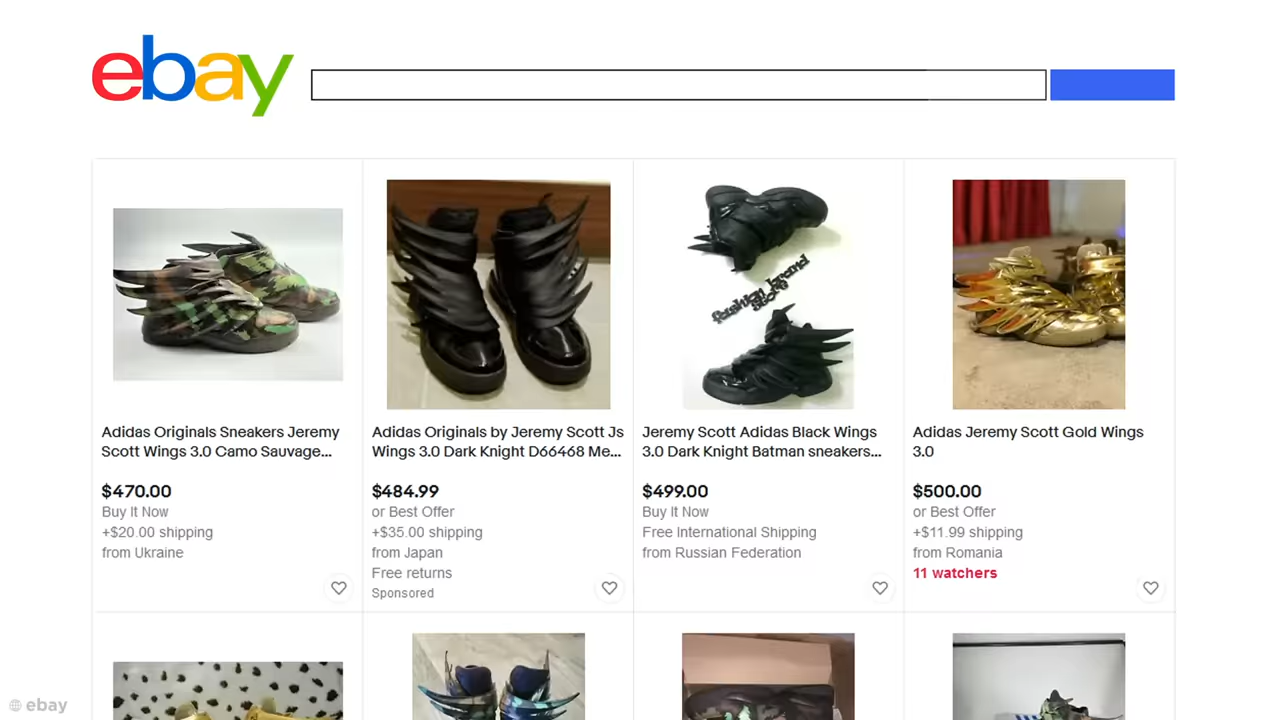 ebay
Adidas Originals Sneakers Jeremy
Scott Wings 3.0 Camo Sauvage...
$470.00
Buy It Now
+$20.00 shipping
from Ukraine
Adidas Originals by Jeremy Scott Js
Wings 3.0 Dark Knight D66468 Me...
$484.99
or Best Offer
+$35.00 shipping
from Japan
Free returns
Sponsored
fashion brand
store
Jeremy Scott Adidas Black Wings
3.0 Dark Knight Batman sneakers...
$499.00
Buy It Now
Free International Shipping
from Russian Federation
Adidas Jeremy Scott Gold Wings
3.0
$500.00
or Best Offer
+$11.99 shipping
from Romania
11 watchers
ebay